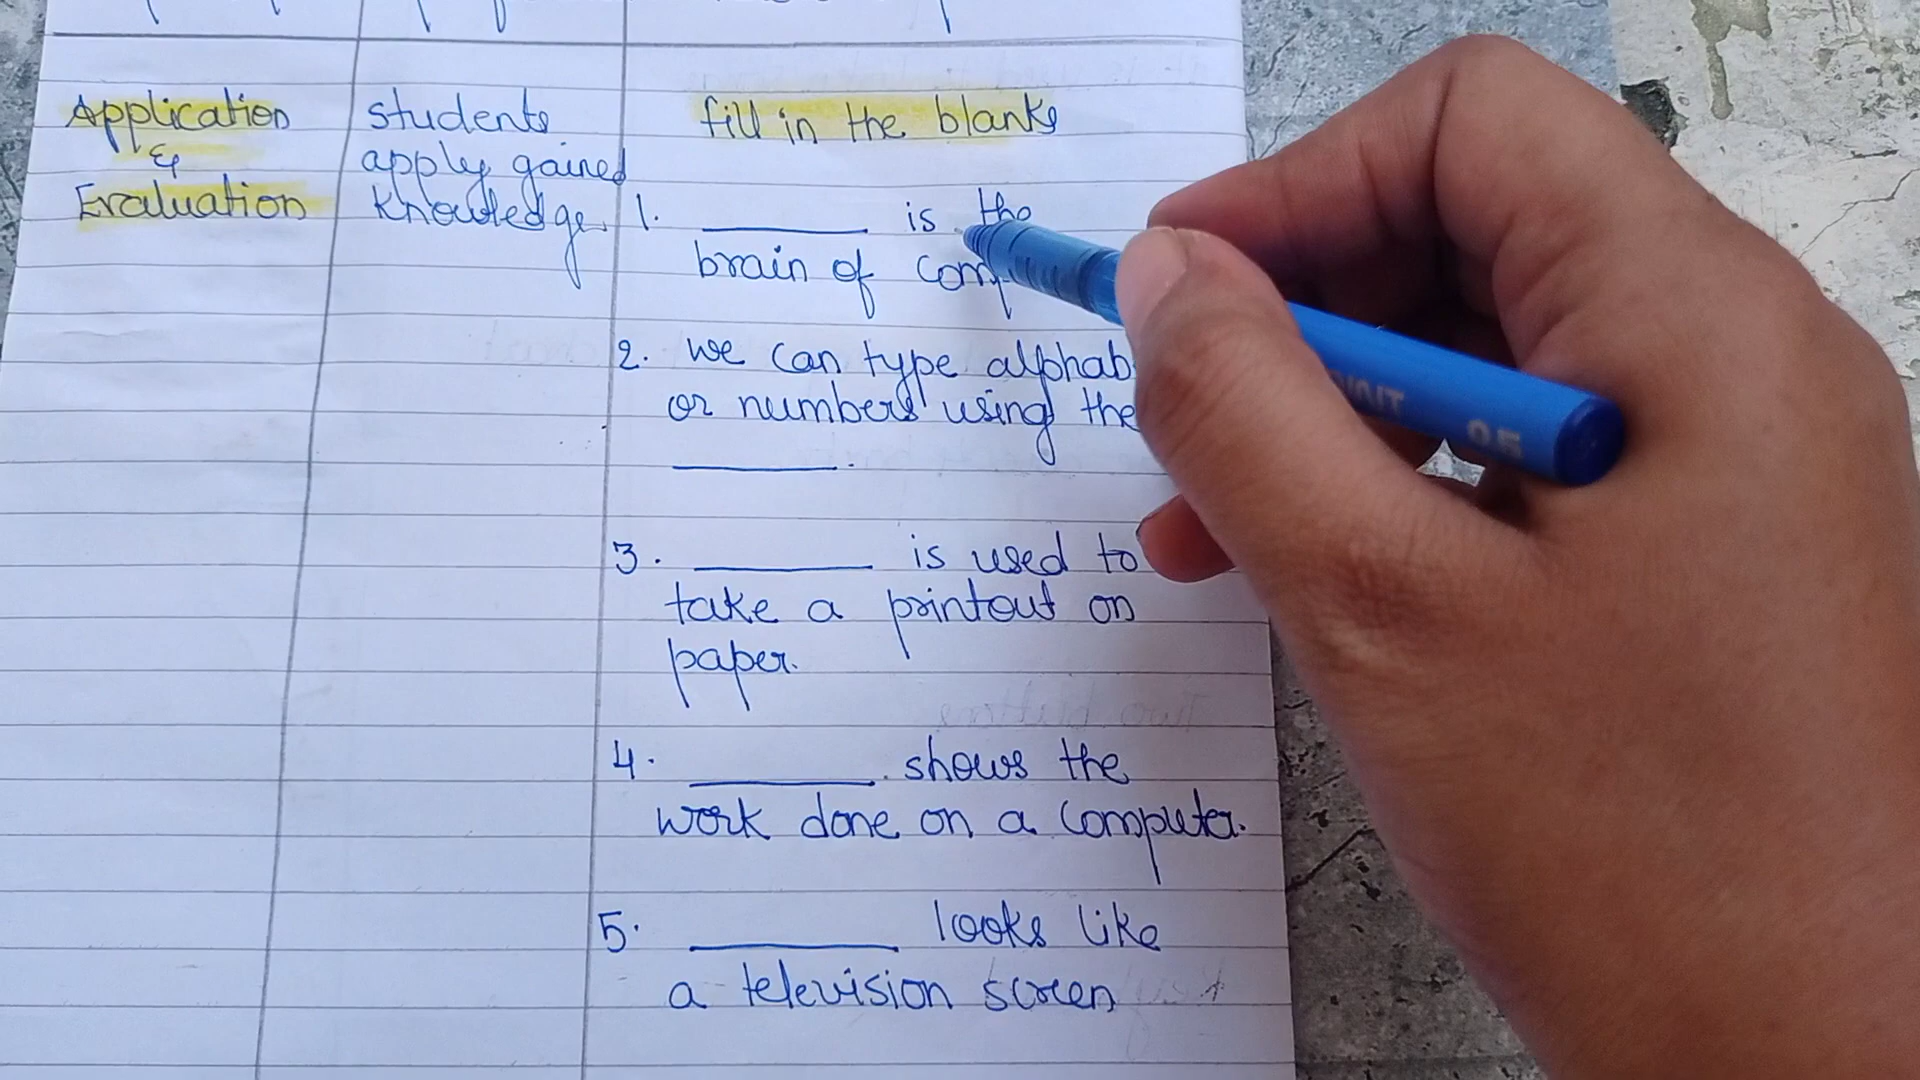 Application
&
Evaluation
students
apply gained
knowledge
fill in the blanks
1. ______ is the
brain of
2. we can type
or numbers using the
______.
3. ______ is used to
take a printout on
paper.
4. ______ shows the
work done on a computer.
5. ______ looks like
a television screen
0.5